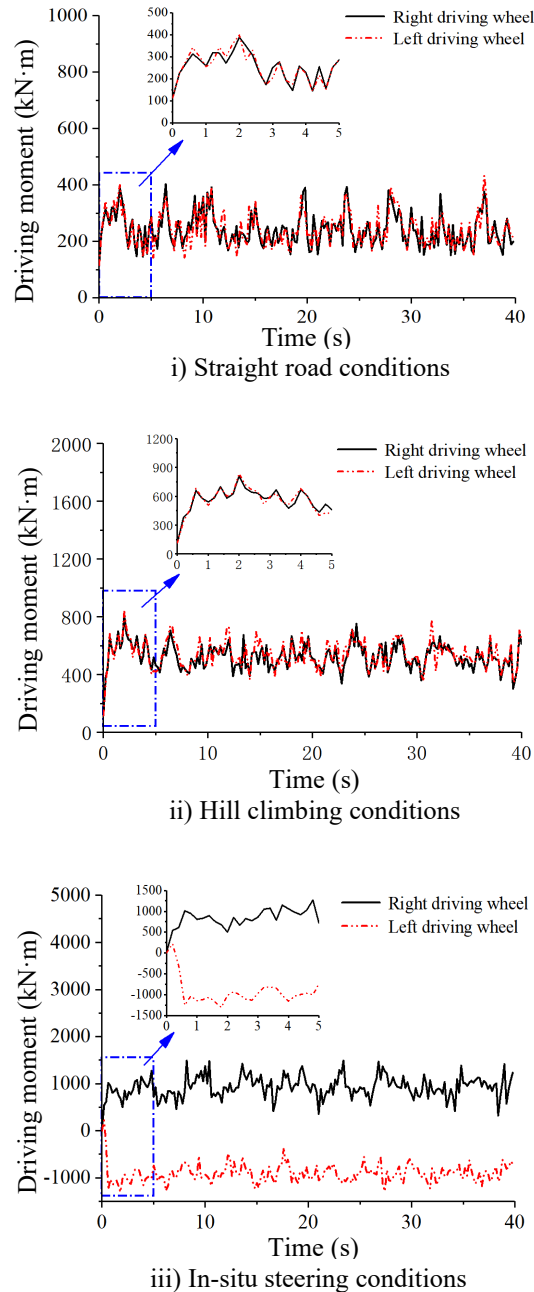 Driving moment (kN·m)
1000
800
600
400
200
0
500
400
300
200
100
0
0 1 2 3 4 5
Right driving wheel
Left driving wheel
0 10 20 30 40
Time (s)
i) Straight road conditions
Driving moment (kN·m)
2000
1600
1200
800
400
0
1200
900
600
300
0
0 1 2 3 4 5
Right driving wheel
Left driving wheel
0 10 20 30 40
Time (s)
ii) Hill climbing conditions
Driving moment (kN·m)
5000
4000
3000
2000
1000
0
-1000
1500
1000
500
0
-500
-1000
-1500
0 1 2 3 4 5
Right driving wheel
Left driving wheel
0 10 20 30 40
Time (s)
iii) In-situ steering conditions